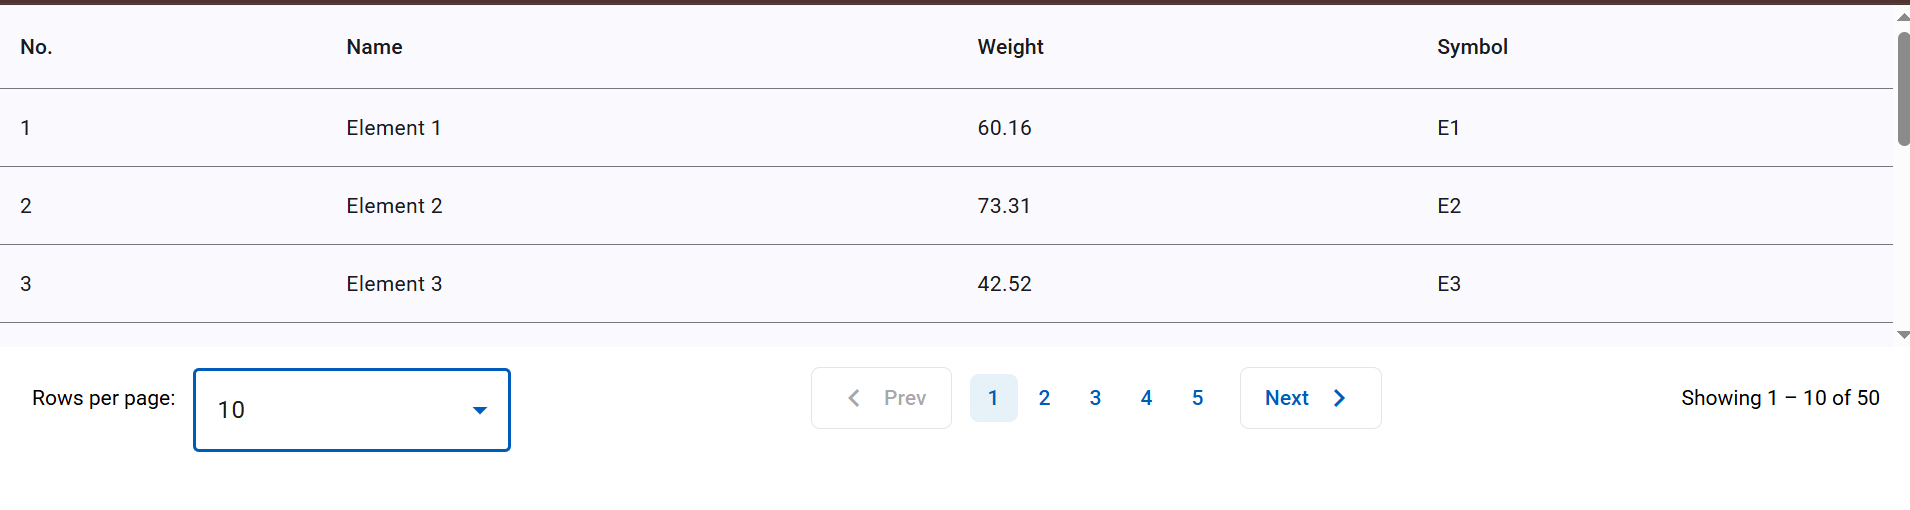 No. Name Weight Symbol
1 Element 1 60.16 E1
2 Element 2 73.31 E2
3 Element 3 42.52 E3
Rows per page: 10 Prev 1 2 3 4 5 Next Showing 1 – 10 of 50